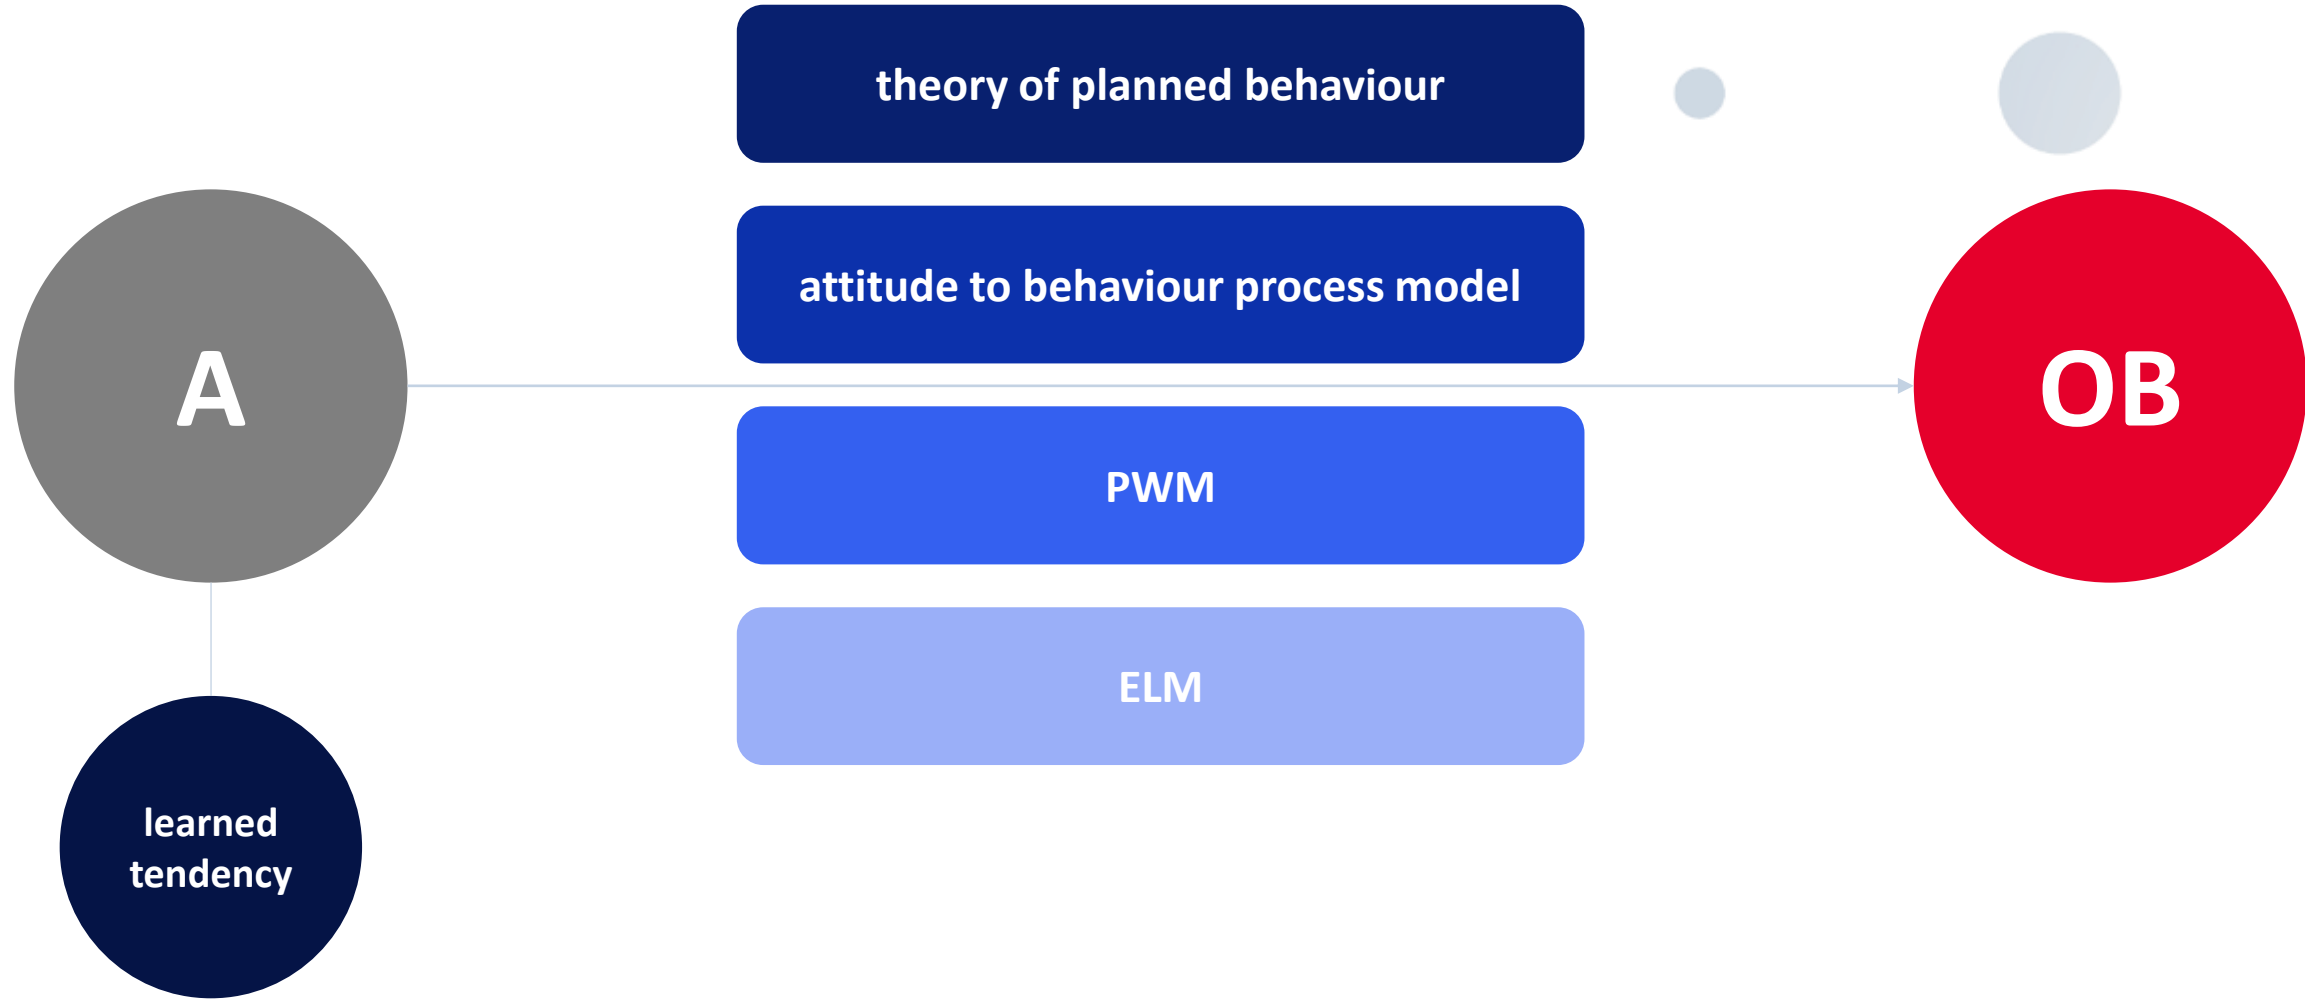 theory of planned behaviour
attitude to behaviour process model
A
OB
PWM
ELM
learned
tendency